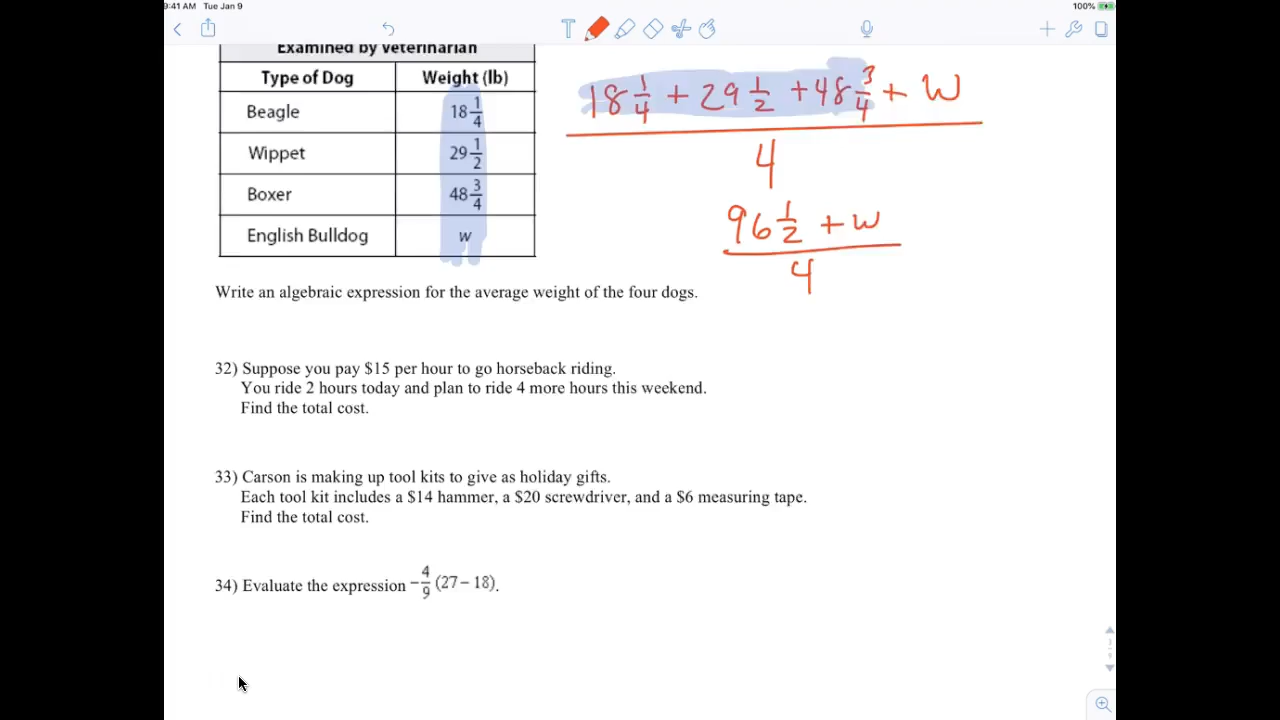 9:41 AM Tue Jan 9
100%
T
Examined by Veterinarian
Type of Dog Weight (lb)
Beagle 18 1/4
Wippet 29 1/2
Boxer 48 3/4
English Bulldog w
18 1/4 + 29 1/2 + 48 3/4 + W
4
96 1/2 + w
4
Write an algebraic expression for the average weight of the four dogs.
32) Suppose you pay $15 per hour to go horseback riding.
You ride 2 hours today and plan to ride 4 more hours this weekend.
Find the total cost.
33) Carson is making up tool kits to give as holiday gifts.
Each tool kit includes a $14 hammer, a $20 screwdriver, and a $6 measuring tape.
Find the total cost.
34) Evaluate the expression -4/9 (27 – 18).